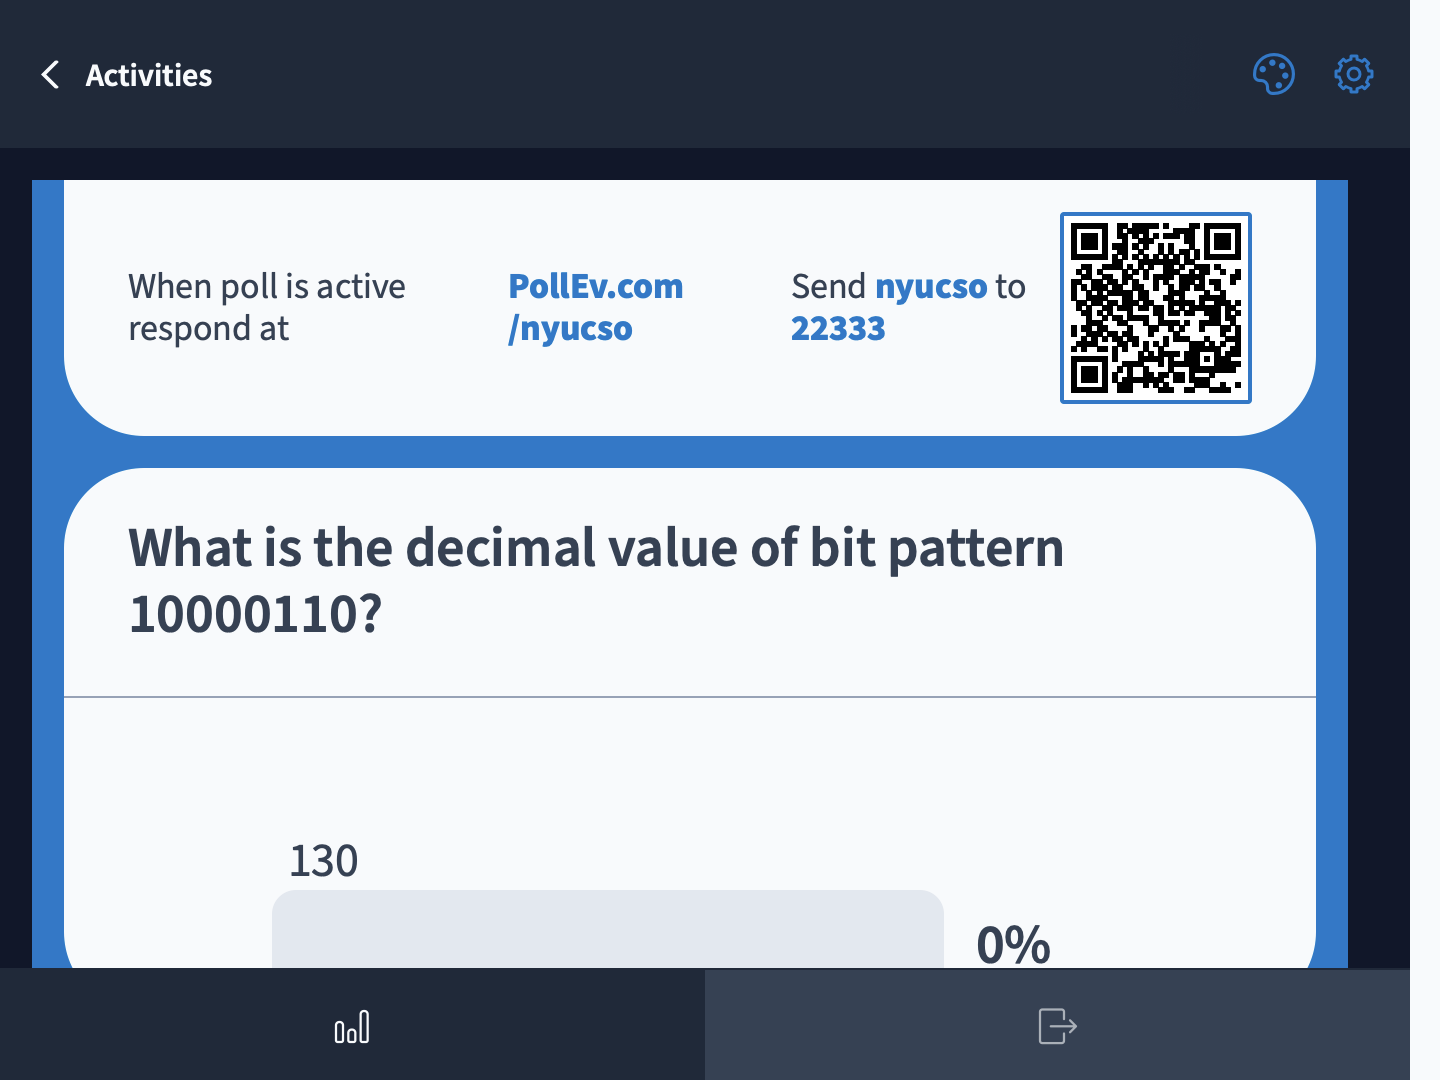 Activities
When poll is active
respond at
PollEv.com
/nyucso
Send nyucso to
22333
What is the decimal value of bit pattern
10000110?
130
0%